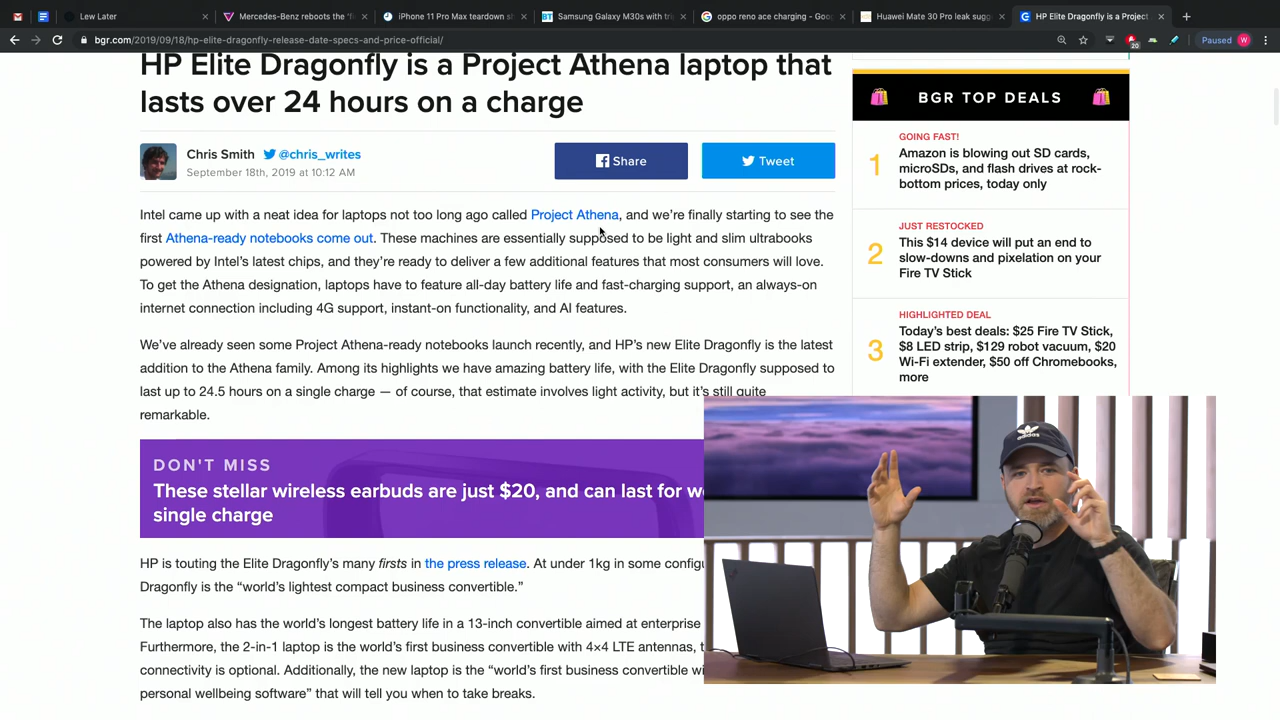 Lew Later
Mercedes-Benz reboots the 'f
iPhone 11 Pro Max teardown sh
Samsung Galaxy M30s with tri
oppo reno ace charging - Goo
Huawei Mate 30 Pro leak sugg
HP Elite Dragonfly is a Project
bgr.com/2019/09/18/hp-elite-dragonfly-release-date-specs-and-price-official/
20
Paused
W
HP Elite Dragonfly is a Project Athena laptop that
lasts over 24 hours on a charge
Chris Smith @chris_writes
September 18th, 2019 at 10:12 AM
Share
Tweet
Intel came up with a neat idea for laptops not too long ago called Project Athena, and we're finally starting to see the
first Athena-ready notebooks come out. These machines are essentially supposed to be light and slim ultrabooks
powered by Intel's latest chips, and they're ready to deliver a few additional features that most consumers will love.
To get the Athena designation, laptops have to feature all-day battery life and fast-charging support, an always-on
internet connection including 4G support, instant-on functionality, and AI features.
We've already seen some Project Athena-ready notebooks launch recently, and HP's new Elite Dragonfly is the latest
addition to the Athena family. Among its highlights we have amazing battery life, with the Elite Dragonfly supposed to
last up to 24.5 hours on a single charge — of course, that estimate involves light activity, but it's still quite
remarkable.
DON'T MISS
These stellar wireless earbuds are just $20, and can last for we
single charge
HP is touting the Elite Dragonfly's many firsts in the press release. At under 1kg in some configu
Dragonfly is the "world's lightest compact business convertible."
The laptop also has the world's longest battery life in a 13-inch convertible aimed at enterprise
Furthermore, the 2-in-1 laptop is the world's first business convertible with 4×4 LTE antennas, t
connectivity is optional. Additionally, the new laptop is the "world's first business convertible wi
personal wellbeing software" that will tell you when to take breaks.
BGR TOP DEALS
GOING FAST!
1
Amazon is blowing out SD cards,
microSDs, and flash drives at rock-
bottom prices, today only
JUST RESTOCKED
2
This $14 device will put an end to
slow-downs and pixelation on your
Fire TV Stick
HIGHLIGHTED DEAL
3
Today's best deals: $25 Fire TV Stick,
$8 LED strip, $129 robot vacuum, $20
Wi-Fi extender, $50 off Chromebooks,
more
adidas